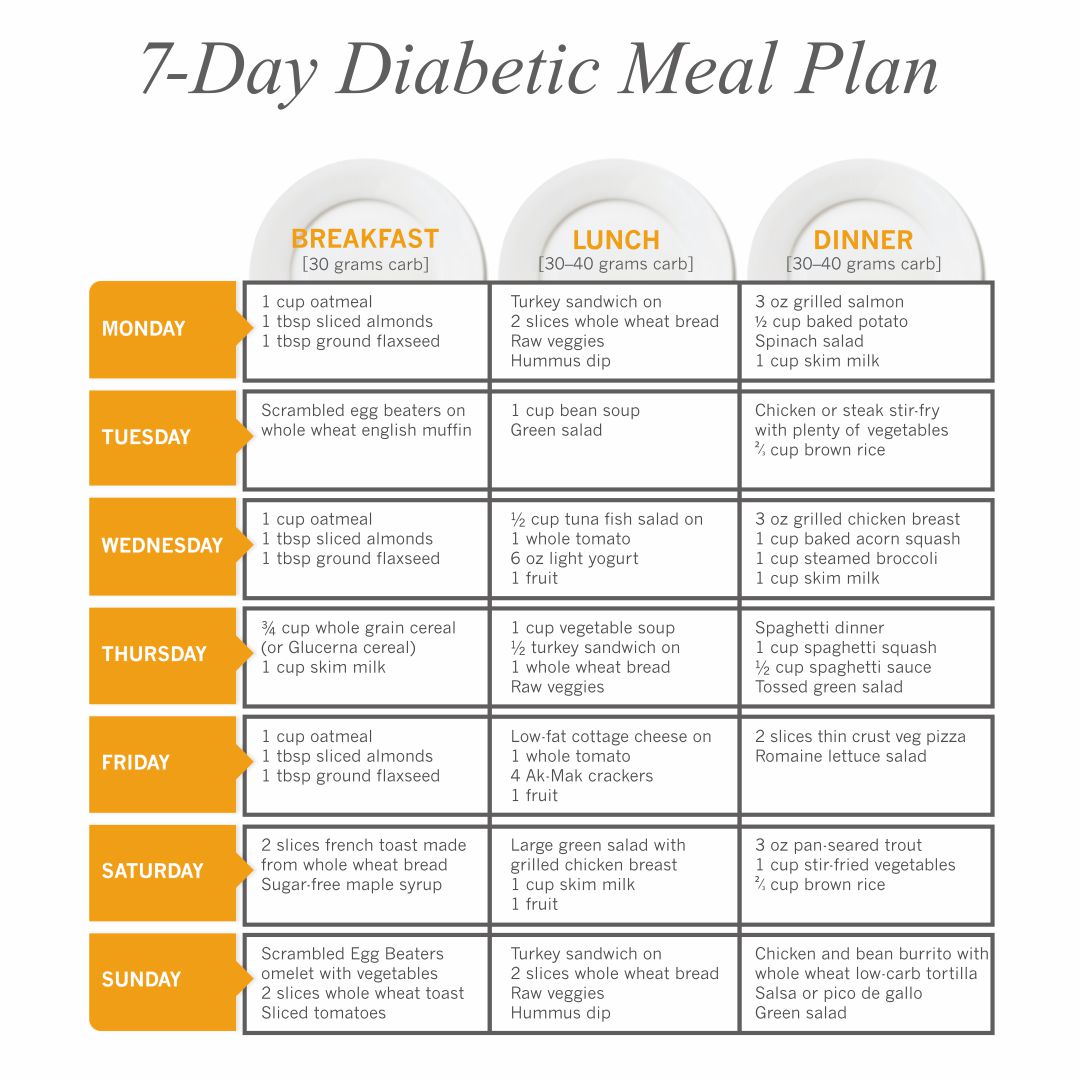 7-Day Diabetic Meal Plan
BREAKFAST
[30 grams carb]
LUNCH
[30–40 grams carb]
DINNER
[30–40 grams carb]
MONDAY
1 cup oatmeal
1 tbsp sliced almonds
1 tbsp ground flaxseed
Turkey sandwich on
2 slices whole wheat bread
Raw veggies
Hummus dip
3 oz grilled salmon
½ cup baked potato
Spinach salad
1 cup skim milk
TUESDAY
Scrambled egg beaters on
whole wheat english muffin
1 cup bean soup
Green salad
Chicken or steak stir-fry
with plenty of vegetables
⅔ cup brown rice
WEDNESDAY
1 cup oatmeal
1 tbsp sliced almonds
1 tbsp ground flaxseed
½ cup tuna fish salad on
1 whole tomato
6 oz light yogurt
1 fruit
3 oz grilled chicken breast
1 cup baked acorn squash
1 cup steamed broccoli
1 cup skim milk
THURSDAY
¾ cup whole grain cereal
(or Glucerna cereal)
1 cup skim milk
1 cup vegetable soup
½ turkey sandwich on
1 whole wheat bread
Raw veggies
Spaghetti dinner
1 cup spaghetti squash
½ cup spaghetti sauce
Tossed green salad
FRIDAY
1 cup oatmeal
1 tbsp sliced almonds
1 tbsp ground flaxseed
Low-fat cottage cheese on
1 whole tomato
4 Ak-Mak crackers
1 fruit
2 slices thin crust veg pizza
Romaine lettuce salad
SATURDAY
2 slices french toast made
from whole wheat bread
Sugar-free maple syrup
Large green salad with
grilled chicken breast
1 cup skim milk
1 fruit
3 oz pan-seared trout
1 cup stir-fried vegetables
⅔ cup brown rice
SUNDAY
Scrambled Egg Beaters
omelet with vegetables
2 slices whole wheat toast
Sliced tomatoes
Turkey sandwich on
2 slices whole wheat bread
Raw veggies
Hummus dip
Chicken and bean burrito with
whole wheat low-carb tortilla
Salsa or pico de gallo
Green salad